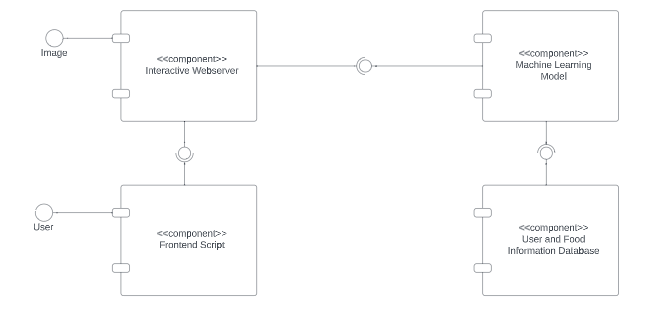 Image
<<component>>
Interactive Webserver
<<component>>
Machine Learning
Model
User
<<component>>
Frontend Script
<<component>>
User and Food
Information Database